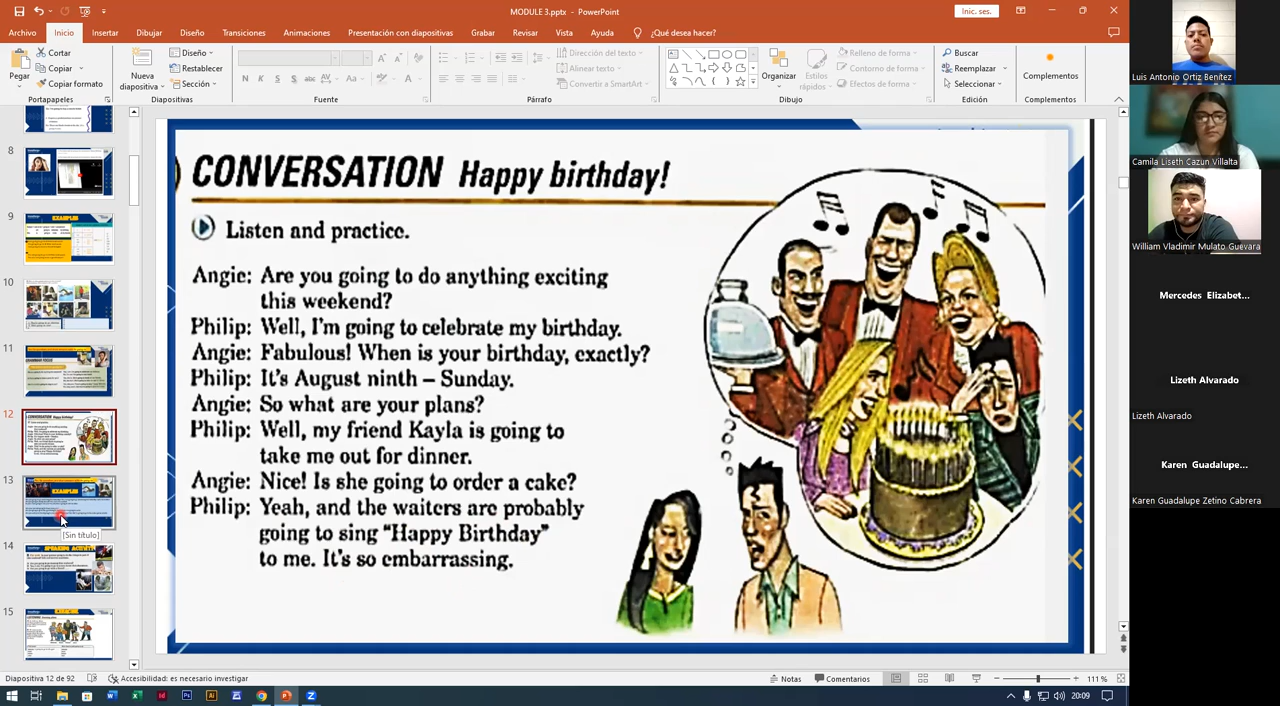 MODULE 3.pptx - PowerPoint
Inic. ses.
Archivo Inicio Insertar Dibujar Diseño Transiciones Animaciones Presentación con diapositivas Grabar Revisar Vista Ayuda ¿Qué desea hacer?
Pegar
Cortar
Copiar
Copiar formato
Portapapeles
Nueva diapositiva
Diseño
Restablecer
Sección
Diapositivas
N K S S abc AV Aa A
Fuente
Dirección del texto
Alinear texto
Convertir a SmartArt
Párrafo
Organizar
Estilos rápidos
Relleno de forma
Contorno de forma
Efectos de forma
Dibujo
Buscar
Reemplazar
Seleccionar
Edición
Complementos
Complementos
8
9
EXAMPLES
10
11
12
13
EXAMPLES
[Sin título]
14
SPEAKING ACTIVITY
15
CONVERSATION Happy birthday!
Listen and practice.
Angie: Are you going to do anything exciting
this weekend?
Philip: Well, I'm going to celebrate my birthday.
Angie: Fabulous! When is your birthday, exactly?
Philip: It's August ninth – Sunday.
Angie: So what are your plans?
Philip: Well, my friend Kayla is going to
take me out for dinner.
Angie: Nice! Is she going to order a cake?
Philip: Yeah, and the waiters are probably
going to sing "Happy Birthday"
to me. It's so embarrassing.
Luis Antonio Ortiz Benítez
Camila Liseth Cazun Villalta
William Vladimir Mulato Guevara
Mercedes Elizabet...
Lizeth Alvarado
Lizeth Alvarado
Karen Guadalupe...
Karen Guadalupe Zetino Cabrera
Diapositiva 12 de 92
Accesibilidad: es necesario investigar
Notas
Comentarios
111 %
20:09